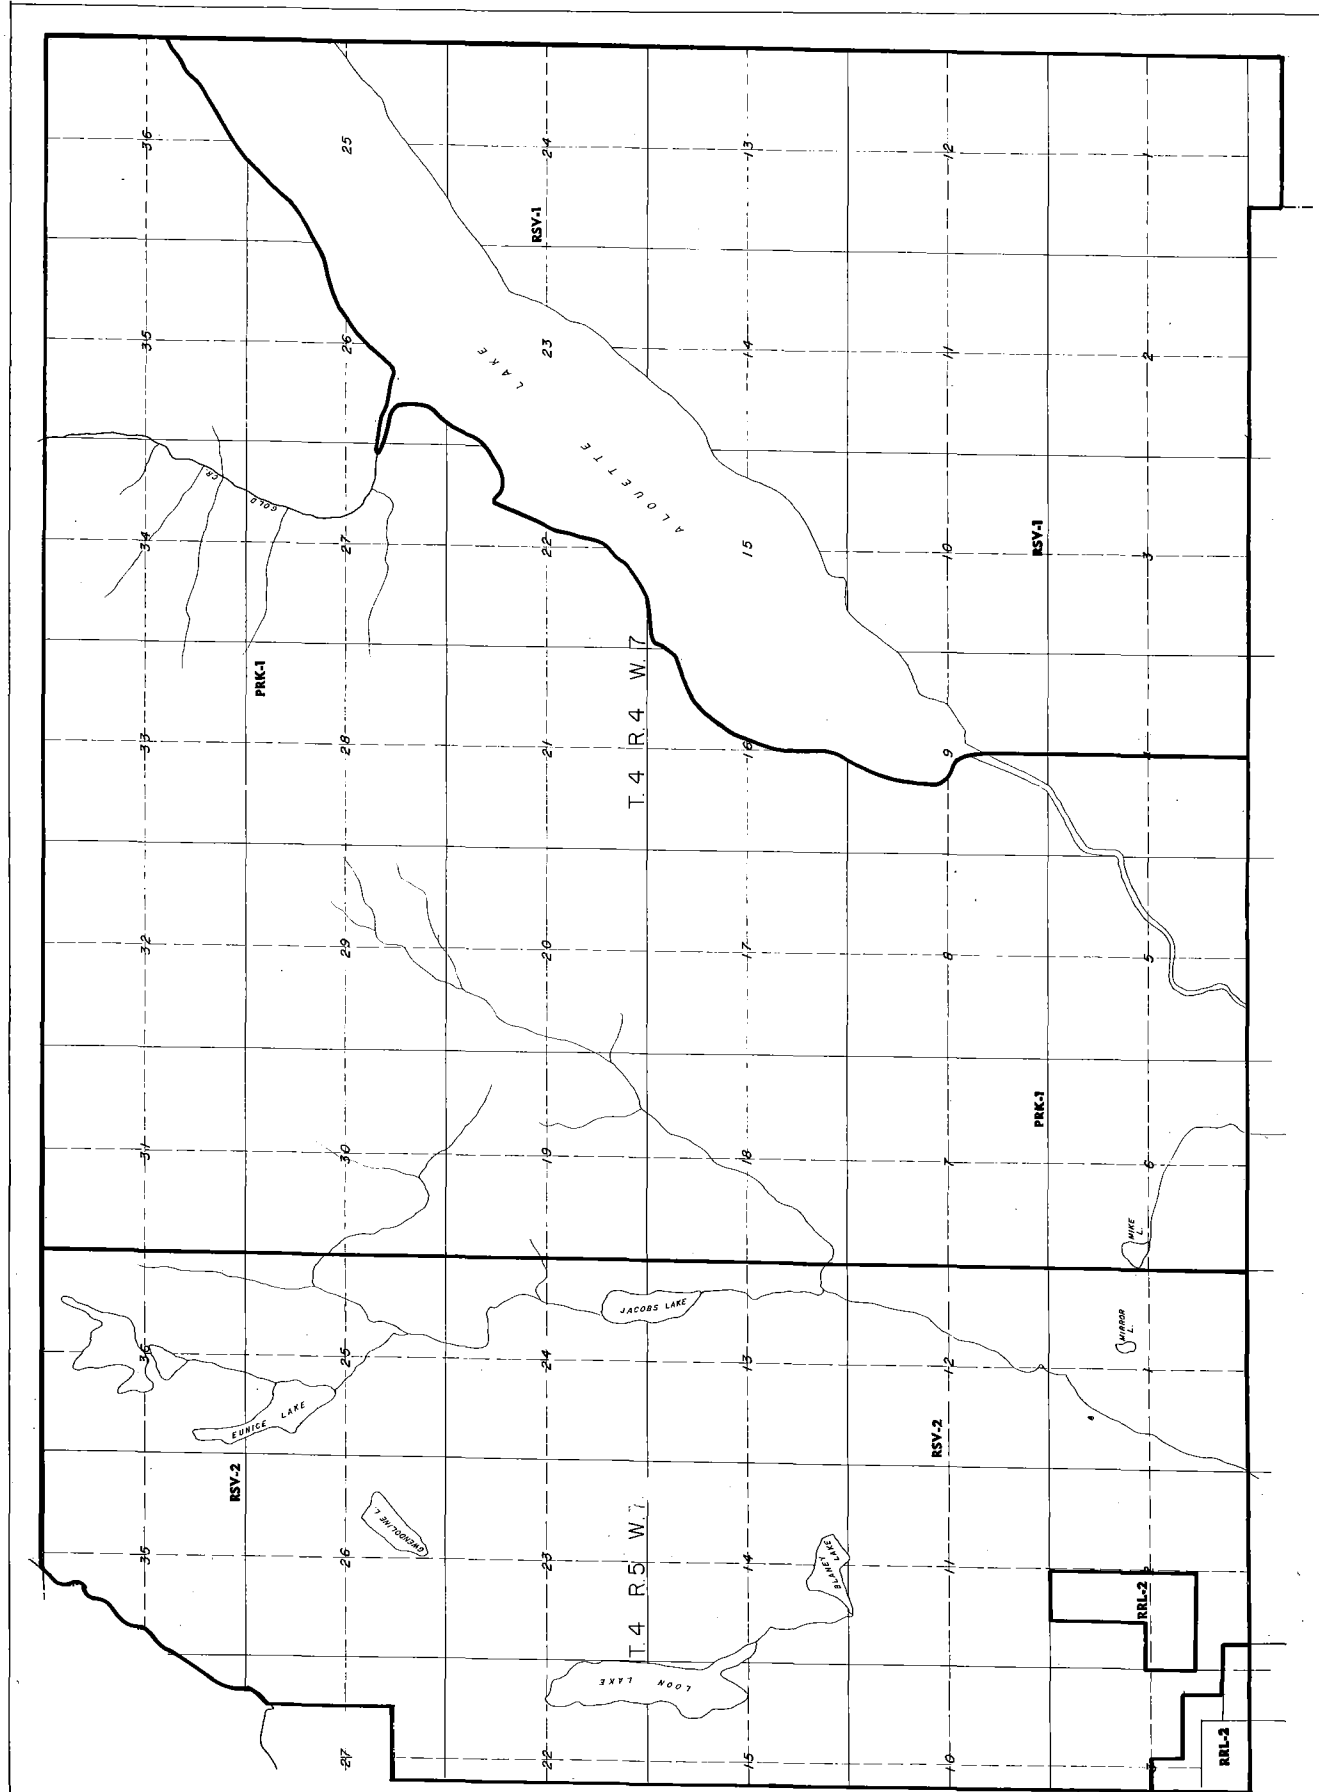 35 36 31 32 33 34 35 36
RSV-2
EUNICE LAKE
PRK-1
GOLD CR.
27 26 25 30 29 28 27 26 25
GWENDOLINE L.
RSV-1
22 23 24 19 20 21 22 23 24
JACOBS LAKE
ALOUETTE LAKE
T. 4 R. 5 W. 7.
T. 4 R. 4 W. 7
LOON LAKE
15 14 13 18 17 16 15 14 13
BLANEY LAKE
RSV-2
10 11 12 7 8 9 10 11 12
PRK-1
RSV-1
MIRROR L.
MIKE L.
RRL-2
1 6 5 3 2 1
RRL-2